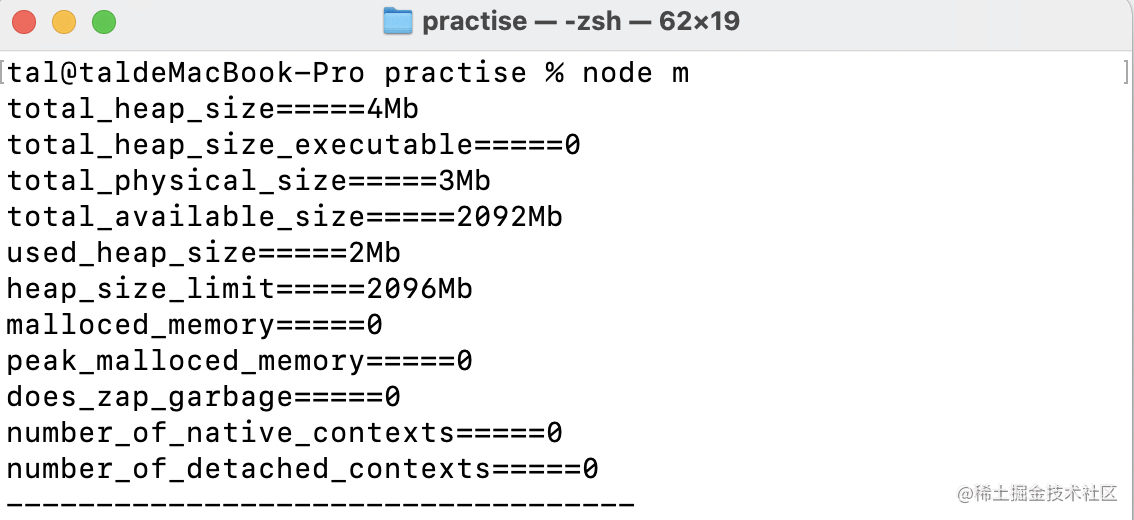 practise — -zsh — 62×19
[tal@taldeMacBook-Pro practise % node m ]
total_heap_size=====4Mb
total_heap_size_executable=====0
total_physical_size=====3Mb
total_available_size=====2092Mb
used_heap_size=====2Mb
heap_size_limit=====2096Mb
malloced_memory=====0
peak_malloced_memory=====0
does_zap_garbage=====0
number_of_native_contexts=====0
number_of_detached_contexts=====0
-----------------------------------
@稀土掘金技术社区